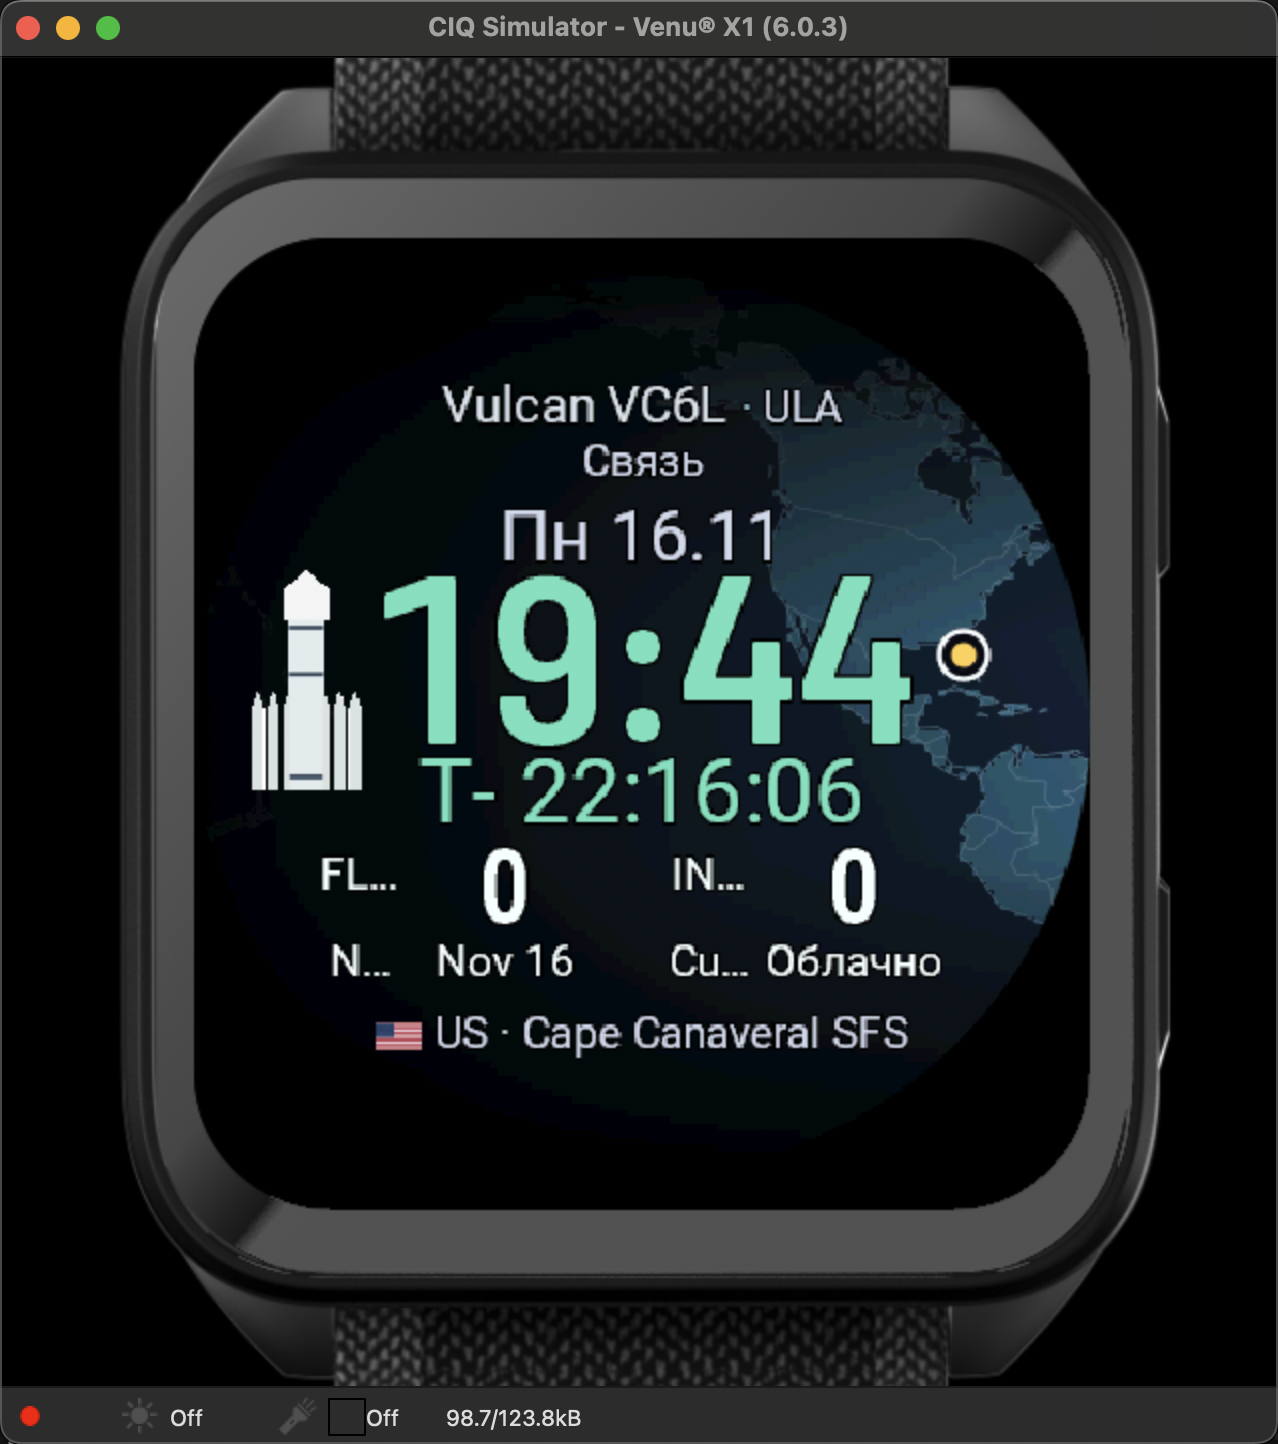 CIQ Simulator - Venu® X1 (6.0.3)
Vulcan VC6L · ULA
Связь
Пн 16.11
19:44
T- 22:16:06
FL... 0 IN... 0
N... Nov 16 Cu... Облачно
US · Cape Canaveral SFS
Off Off 98.7/123.8kB